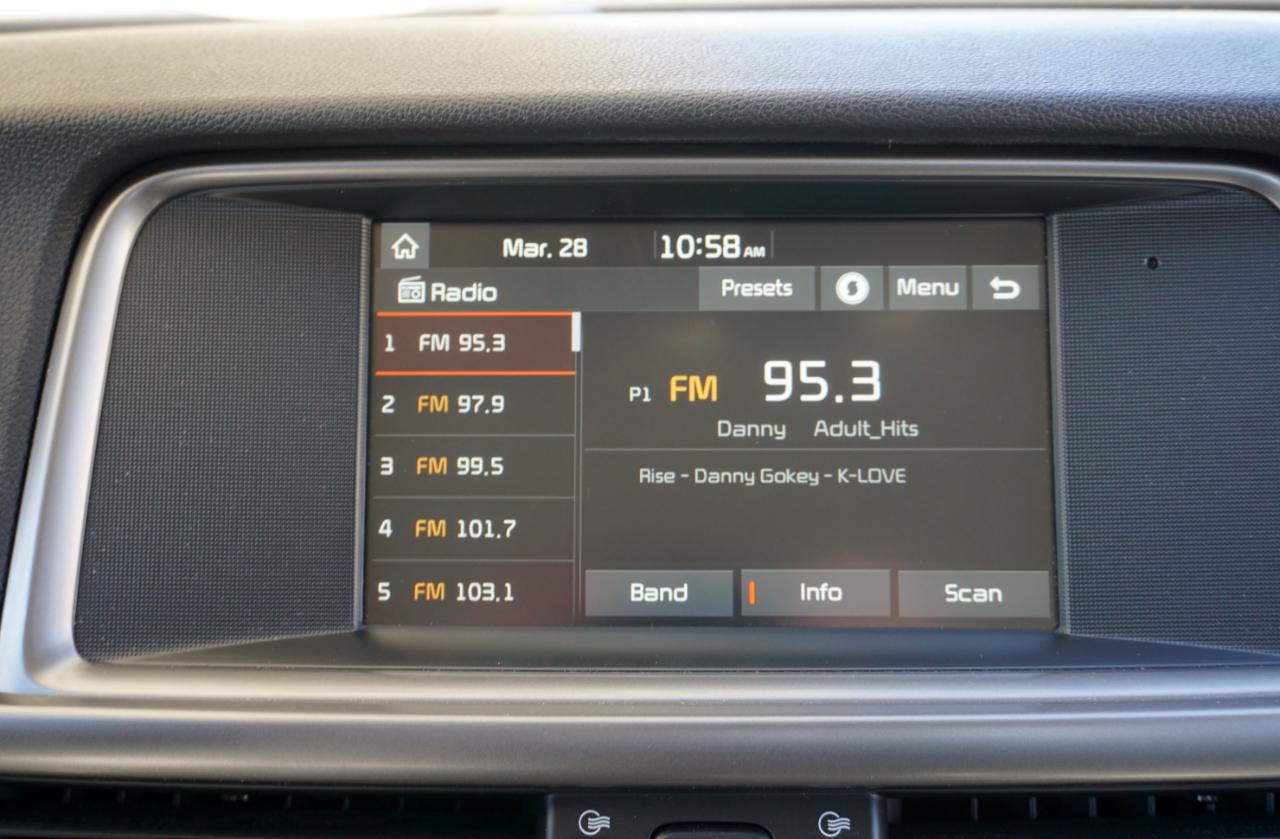 Mar. 28 10:58 AM
Radio Presets Menu
1 FM 95.3
2 FM 97.9
3 FM 99.5
4 FM 101.7
5 FM 103.1
P1 FM 95.3
Danny Adult_Hits
Rise - Danny Gokey - K-LOVE
Band Info Scan